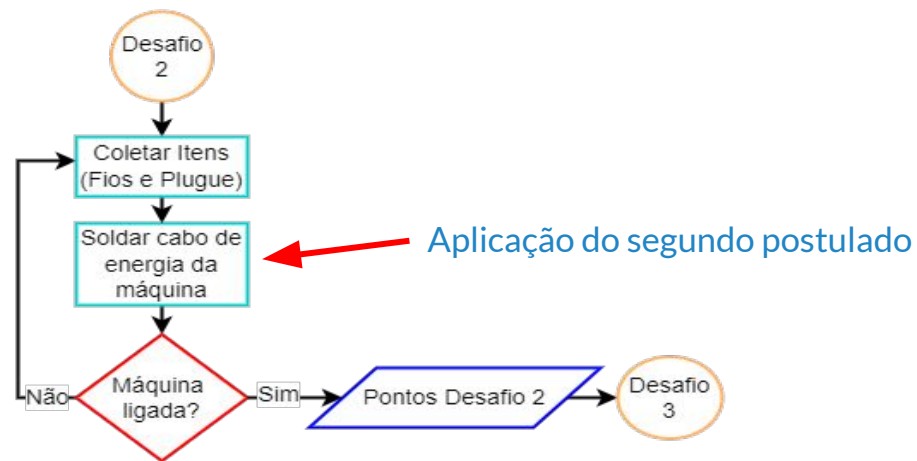 Desafio
2
Coletar Itens
(Fios e Plugue)
Soldar cabo de
energia da
máquina
Aplicação do segundo postulado
Não
Máquina
ligada?
Sim
Pontos Desafio 2
Desafio
3